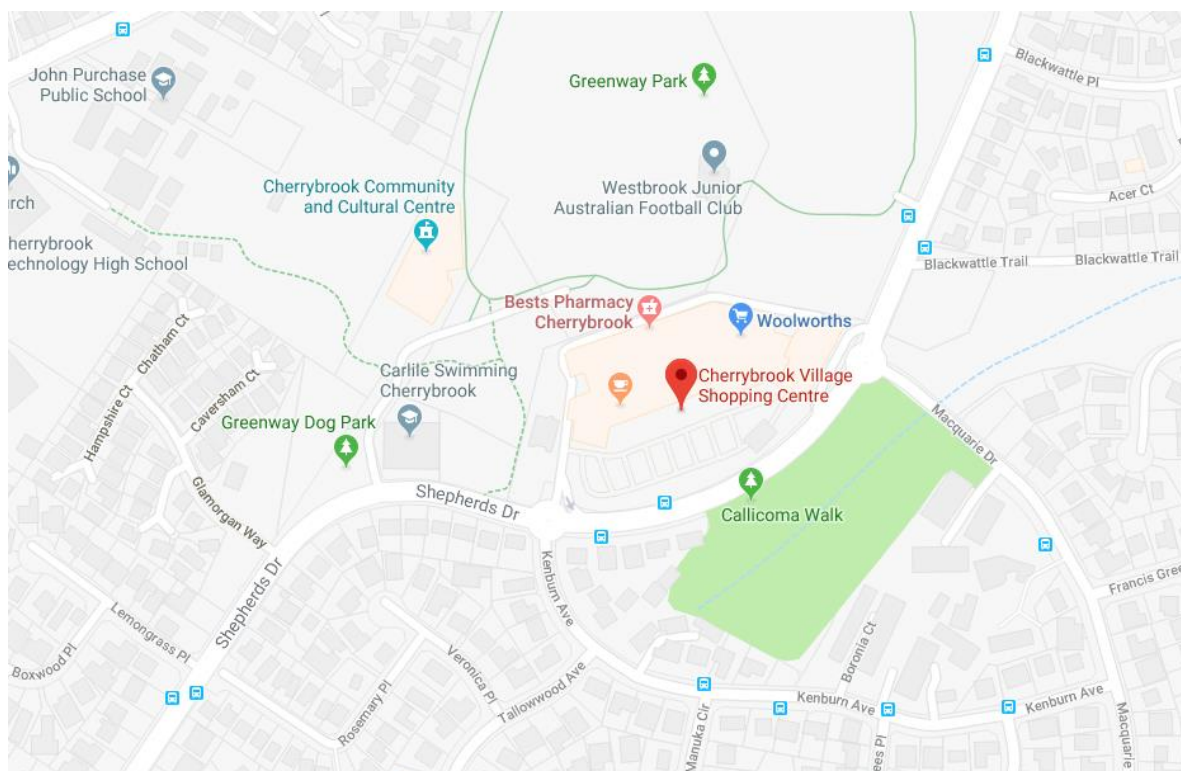 John Purchase
Public School
Greenway Park
Blackwattle Pl
Cherrybrook Community
and Cultural Centre
Westbrook Junior
Australian Football Club
Acer Ct
urch
herrybrook
echnology High School
Blackwattle Trail
Blackwattle Trail
Bests Pharmacy
Cherrybrook
Woolworths
Chatham Ct
Hampshire Ct
Caversham Ct
Carlile Swimming
Cherrybrook
Cherrybrook Village
Shopping Centre
Greenway Dog Park
Macquarie Dr
Glamorgan Way
Shepherds Dr
Callicoma Walk
Kenburn Ave
Shepherds Dr
Francis Gree
Lemongrass Pl
Boxwood Pl
Veronica Pl
Tallowwood Ave
Rosemary Pl
Boronia Ct
Kenburn Ave
Kenburn Ave
Manuka Cir
ees Pl
Macquarie